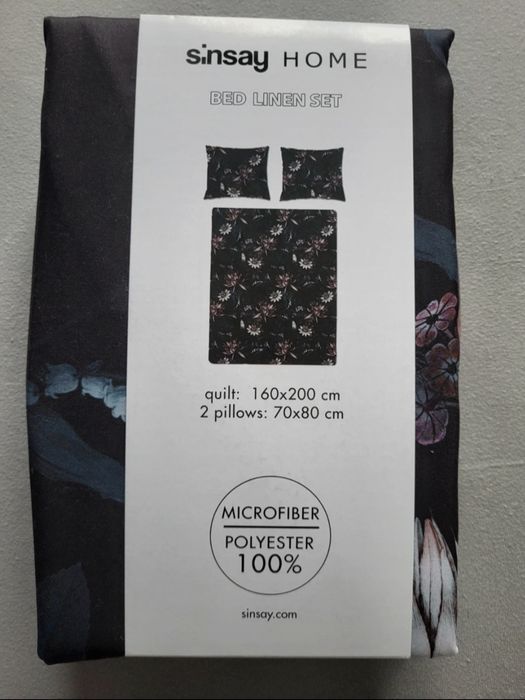 sinsay HOME
BED LINEN SET
quilt: 160x200 cm
2 pillows: 70x80 cm
MICROFIBER
POLYESTER
100%
sinsay.com